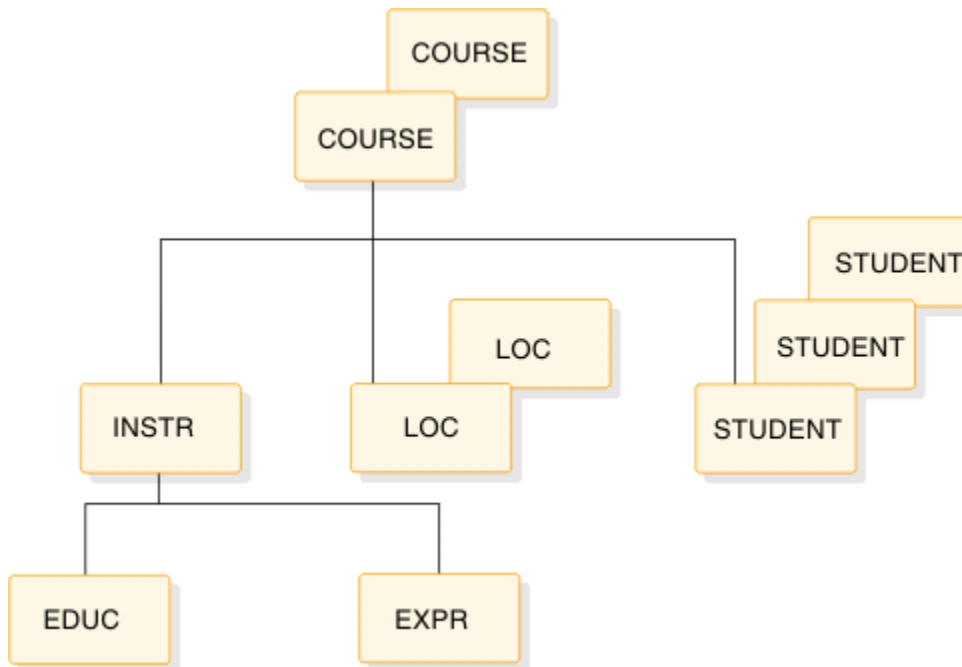 COURSE
COURSE
STUDENT
LOC
STUDENT
INSTR
LOC
STUDENT
EDUC
EXPR